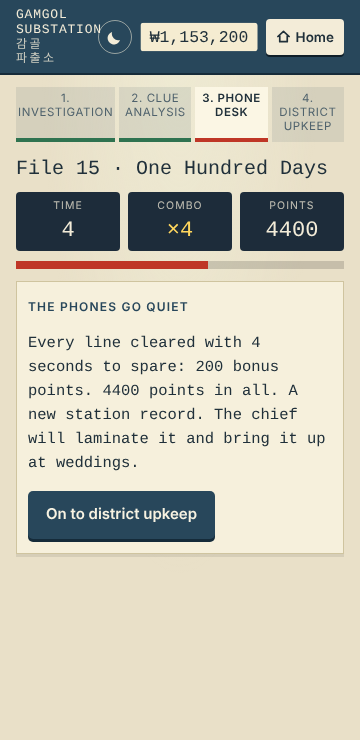 GAMGOL
SUBSTATION
감골
파출소
₩1,153,200
Home
1.
INVESTIGATION
2. CLUE
ANALYSIS
3. PHONE
DESK
4.
DISTRICT
UPKEEP
File 15 · One Hundred Days
TIME
4
COMBO
×4
POINTS
4400
THE PHONES GO QUIET
Every line cleared with 4
seconds to spare: 200 bonus
points. 4400 points in all. A
new station record. The chief
will laminate it and bring it up
at weddings.
On to district upkeep